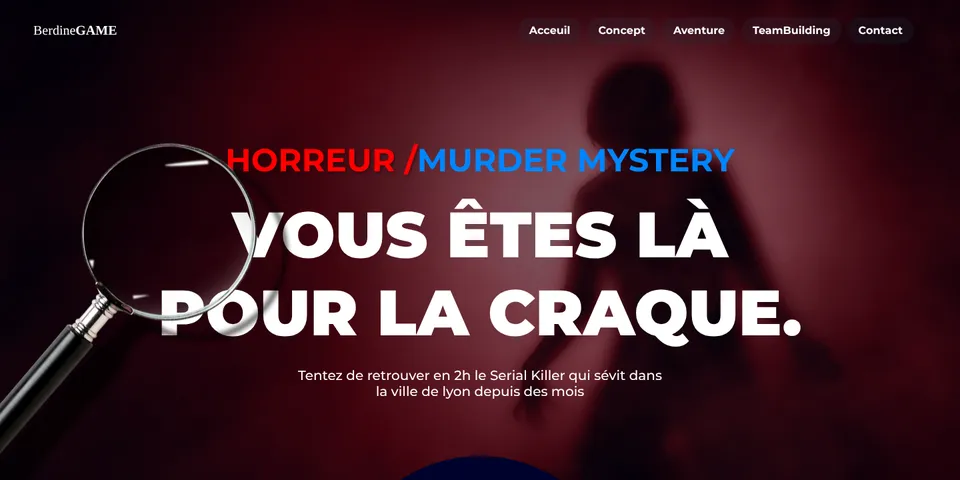 BerdineGAME
Acceuil Concept Aventure TeamBuilding Contact
HORREUR /MURDER MYSTERY
VOUS ÊTES LÀ
POUR LA CRAQUE.
Tentez de retrouver en 2h le Serial Killer qui sévit dans
la ville de lyon depuis des mois